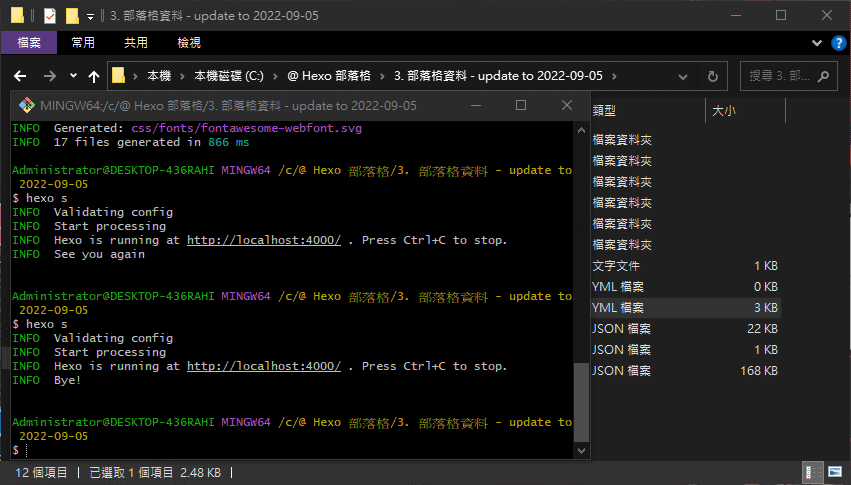 3. 部落格資料 - update to 2022-09-05
檔案
常用
共用
檢視
本機 > 本機磁碟 (C:) > @ Hexo 部落格 > 3. 部落格資料 - update to 2022-09-05 >
搜尋 3. 部...
MINGW64:/c/@ Hexo 部落格/3. 部落格資料 - update to 2022-09-05
INFO  Generated: css/fonts/fontawesome-webfont.svg
INFO  17 files generated in 866 ms
Administrator@DESKTOP-436RAHI MINGW64 /c/@ Hexo 部落格/3. 部落格資料 - update to
2022-09-05
$ hexo s
INFO  Validating config
INFO  Start processing
INFO  Hexo is running at http://localhost:4000/ . Press Ctrl+C to stop.
INFO  See you again
Administrator@DESKTOP-436RAHI MINGW64 /c/@ Hexo 部落格/3. 部落格資料 - update to
2022-09-05
$ hexo s
INFO  Validating config
INFO  Start processing
INFO  Hexo is running at http://localhost:4000/ . Press Ctrl+C to stop.
INFO  Bye!
Administrator@DESKTOP-436RAHI MINGW64 /c/@ Hexo 部落格/3. 部落格資料 - update to
2022-09-05
$
類型 大小
檔案資料夾
檔案資料夾
檔案資料夾
檔案資料夾
檔案資料夾
檔案資料夾
文字文件 1 KB
YML 檔案 0 KB
YML 檔案 3 KB
JSON 檔案 22 KB
JSON 檔案 1 KB
JSON 檔案 168 KB
12 個項目 | 已選取 1 個項目 2.48 KB |